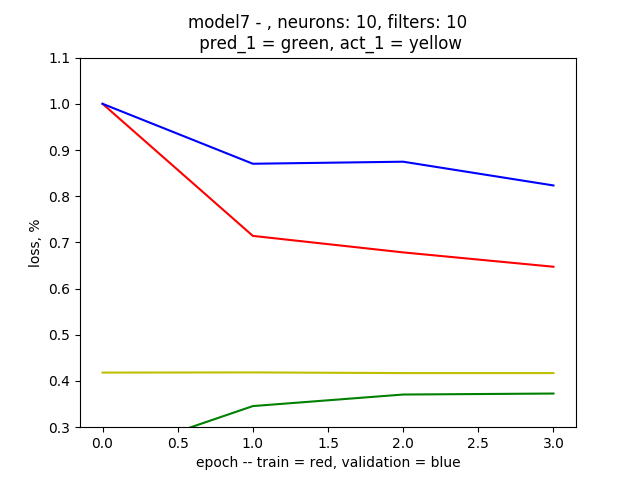 model7 - , neurons: 10, filters: 10
pred_1 = green, act_1 = yellow
loss, %
1.1
1.0
0.9
0.8
0.7
0.6
0.5
0.4
0.3
0.0 0.5 1.0 1.5 2.0 2.5 3.0
epoch -- train = red, validation = blue